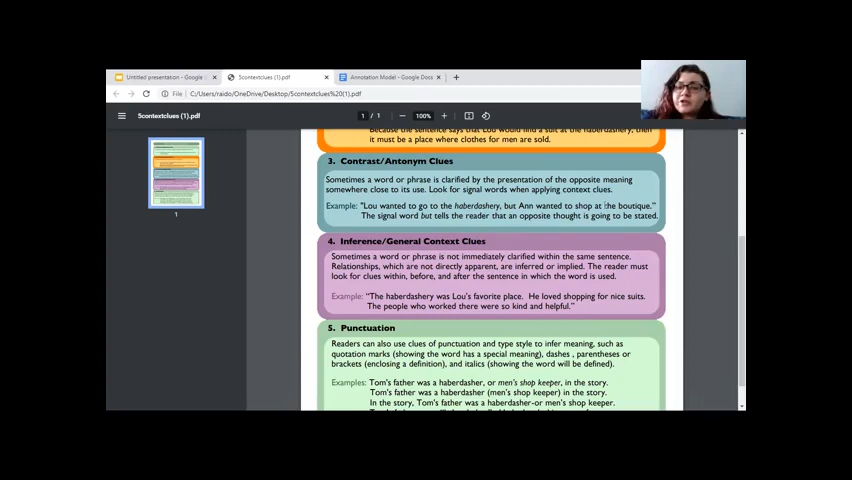 Untitled presentation - Google S
5contextclues (1).pdf
Annotation Model - Google Docs
File
C:/Users/raido/OneDrive/Desktop/5contextclues%20(1).pdf
5contextclues (1).pdf
1 / 1
100%
1
Because the sentence says that Lou would find a suit at the haberdashery, then
it must be a place where clothes for men are sold.
3. Contrast/Antonym Clues
Sometimes a word or phrase is clarified by the presentation of the opposite meaning
somewhere close to its use. Look for signal words when applying context clues.
Example: "Lou wanted to go to the haberdashery, but Ann wanted to shop at the boutique."
The signal word but tells the reader that an opposite thought is going to be stated.
4. Inference/General Context Clues
Sometimes a word or phrase is not immediately clarified within the same sentence.
Relationships, which are not directly apparent, are inferred or implied. The reader must
look for clues within, before, and after the sentence in which the word is used.
Example: "The haberdashery was Lou's favorite place. He loved shopping for nice suits.
The people who worked there were so kind and helpful."
5. Punctuation
Readers can also use clues of punctuation and type style to infer meaning, such as
quotation marks (showing the word has a special meaning), dashes , parentheses or
brackets (enclosing a definition), and italics (showing the word will be defined).
Examples: Tom's father was a haberdasher, or men's shop keeper, in the story.
Tom's father was a haberdasher (men's shop keeper) in the story.
In the story, Tom's father was a haberdasher-or men's shop keeper.